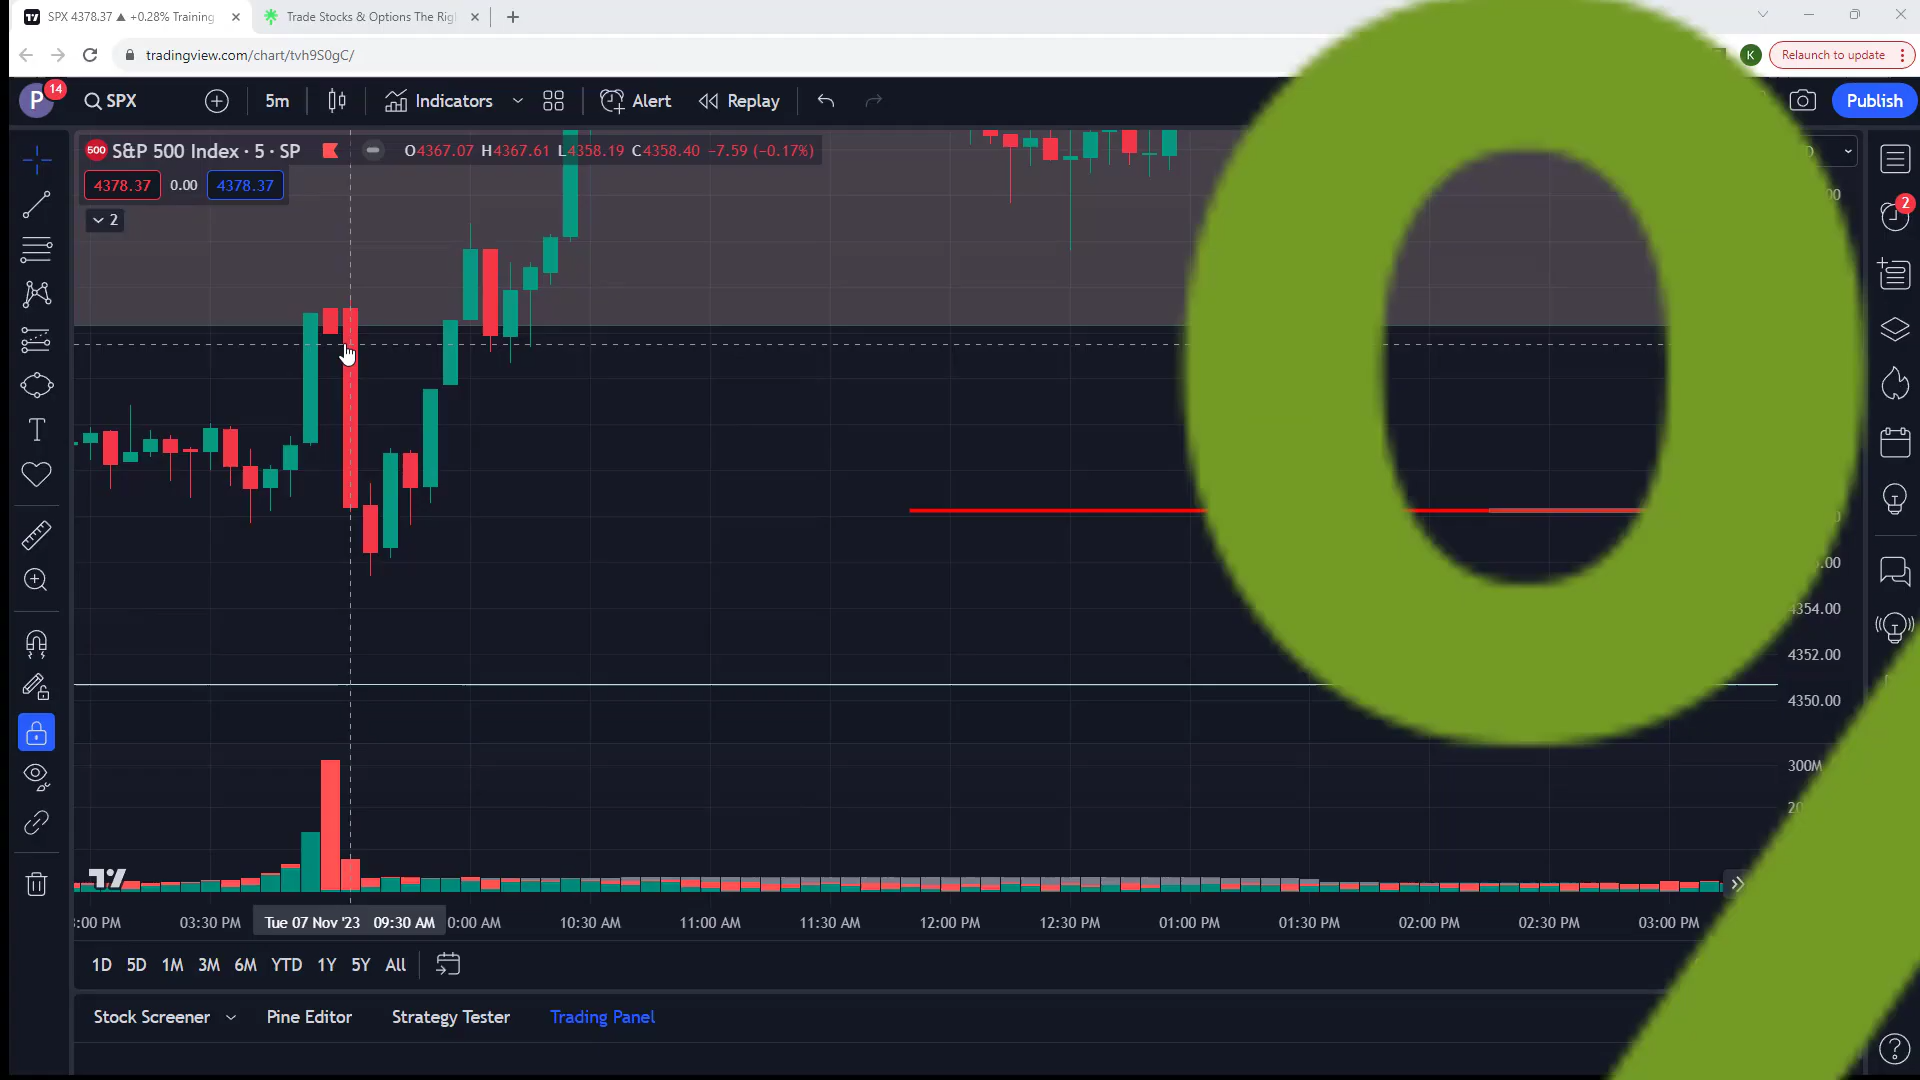 SPX 4378.37 ▲ +0.28% Training
Trade Stocks & Options The Rig
tradingview.com/chart/tvh9S0gC/
K
Relaunch to update
P
14
SPX
5m
Indicators
Alert
Replay
Publish
500
S&P 500 Index · 5 · SP
O4367.07 H4367.61 L4358.19 C4358.40 −7.59 (−0.17%)
4378.37
0.00
4378.37
2
2
0
4354.00
4352.00
4350.00
300M
03:30 PM
Tue 07 Nov '23 09:30 AM
0:00 AM
10:30 AM
11:00 AM
11:30 AM
12:00 PM
12:30 PM
01:00 PM
01:30 PM
02:00 PM
02:30 PM
03:00 PM
1D
5D
1M
3M
6M
YTD
1Y
5Y
All
Stock Screener
Pine Editor
Strategy Tester
Trading Panel